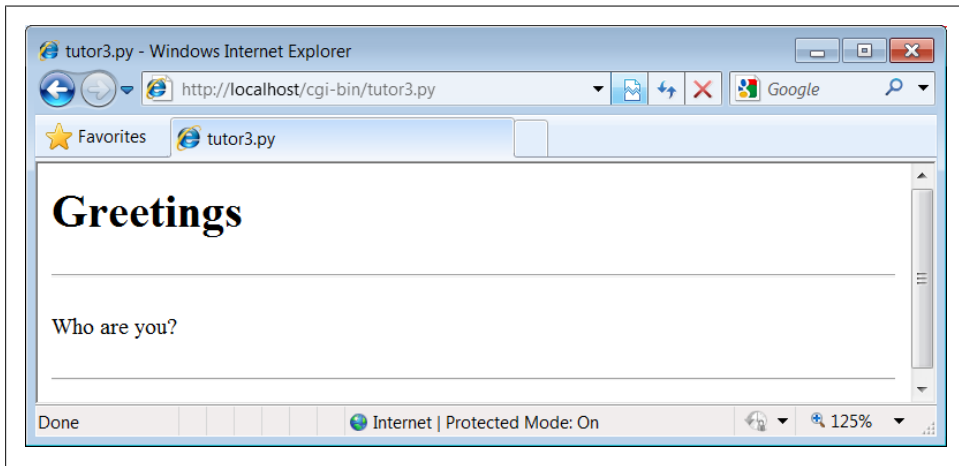 tutor3.py - Windows Internet Explorer
http://localhost/cgi-bin/tutor3.py
Google
Favorites
tutor3.py
Greetings
Who are you?
Done
Internet | Protected Mode: On
125%